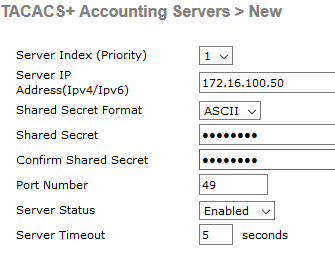 TACACS+ Accounting Servers > New
Server Index (Priority) 1
Server IP Address(Ipv4/Ipv6) 172.16.100.50
Shared Secret Format ASCII
Shared Secret ●●●●●●●●
Confirm Shared Secret ●●●●●●●●
Port Number 49
Server Status Enabled
Server Timeout 5 seconds